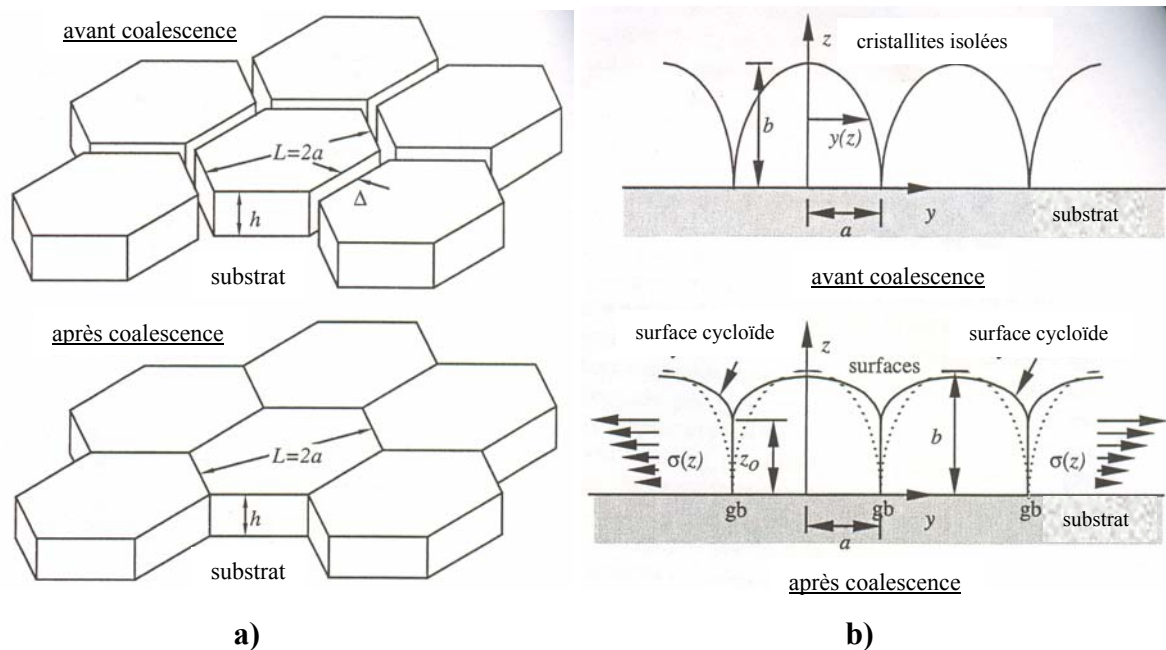 avant coalescence
L=2a
Δ
h
substrat
après coalescence
L=2a
h
substrat
a)
z
cristallites isolées
b
y(z)
y
substrat
a
avant coalescence
surface cycloïde
surface cycloïde
z
surfaces
b
σ(z)
z₀
σ(z)
gb
gb
gb
y
substrat
a
après coalescence
b)